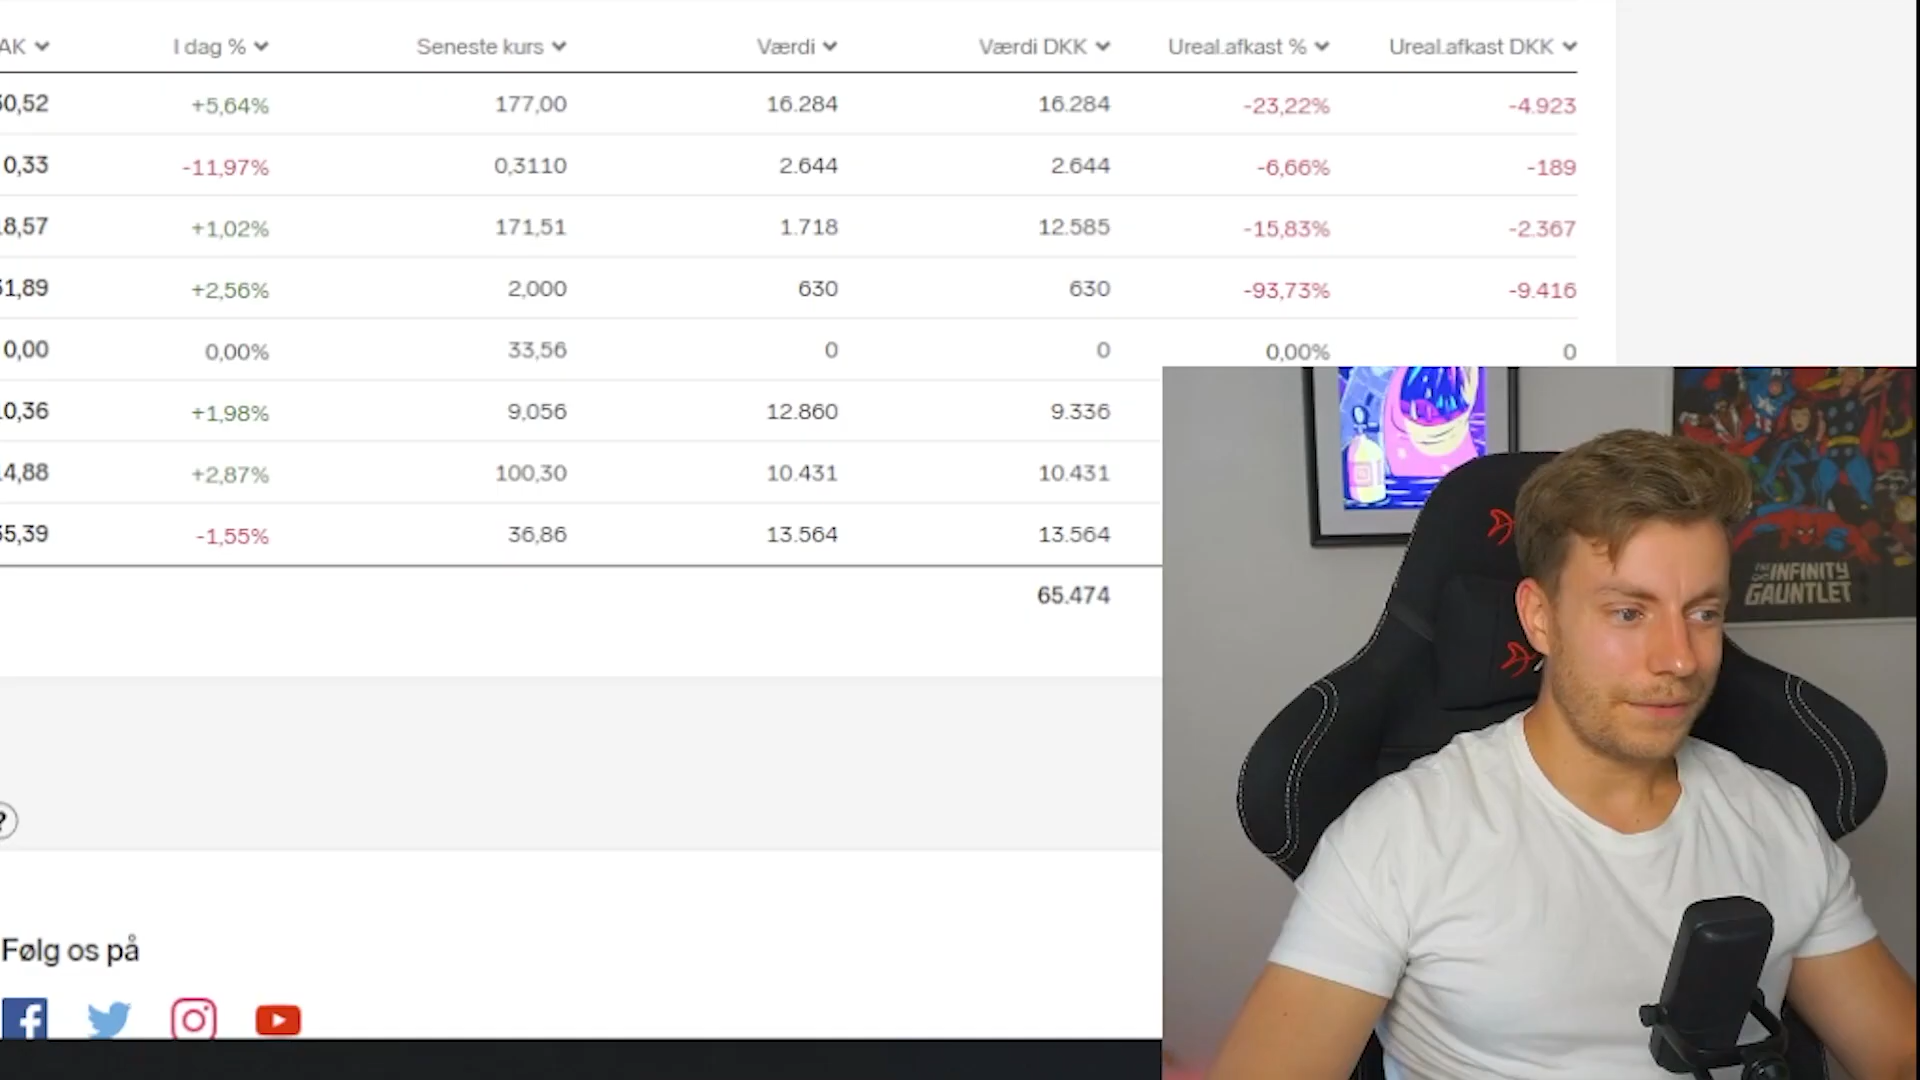 AK I dag % Seneste kurs Værdi Værdi DKK Ureal.afkast % Ureal.afkast DKK
0,52 +5,64% 177,00 16.284 16.284 -23,22% -4.923
0,33 -11,97% 0,3110 2.644 2.644 -6,66% -189
8,57 +1,02% 171,51 1.718 12.585 -15,83% -2.367
1,89 +2,56% 2,000 630 630 -93,73% -9.416
0,00 0,00% 33,56 0 0 0,00% 0
0,36 +1,98% 9,056 12.860 9.336
4,88 +2,87% 100,30 10.431 10.431
5,39 -1,55% 36,86 13.564 13.564
65.474
THE INFINITY
GAUNTLET
?
Følg os på